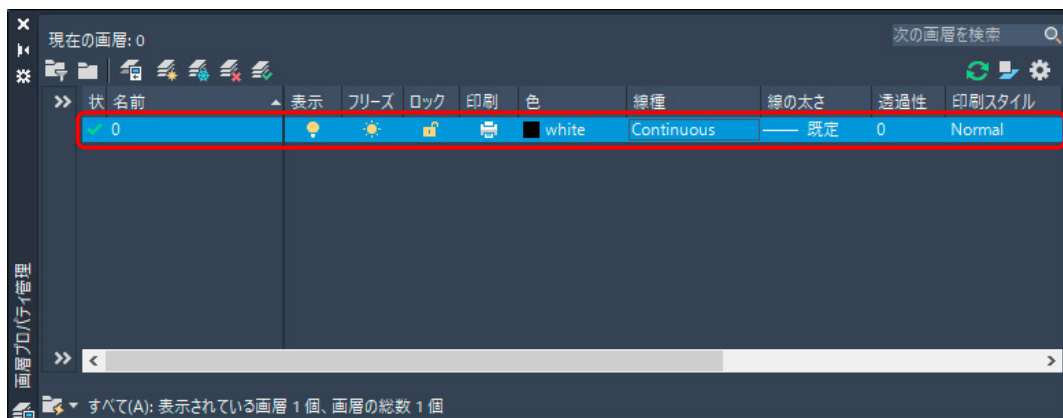 現在の画層: 0
次の画層を検索
状 名前 表示 フリーズ ロック 印刷 色 線種 線の太さ 透過性 印刷スタイル
0 white Continuous 既定 0 Normal
画層プロパティ管理
すべて(A): 表示されている画層 1 個、画層の総数 1 個